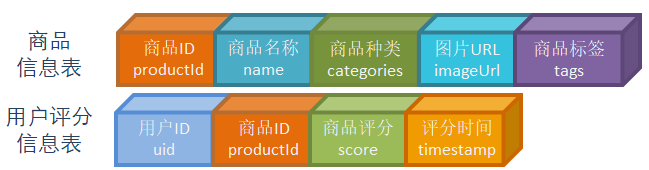 商品
信息表
商品ID
productId
商品名称
name
商品种类
categories
图片URL
imageUrl
商品标签
tags
用户评分
信息表
用户ID
uid
商品ID
productId
商品评分
score
评分时间
timestamp